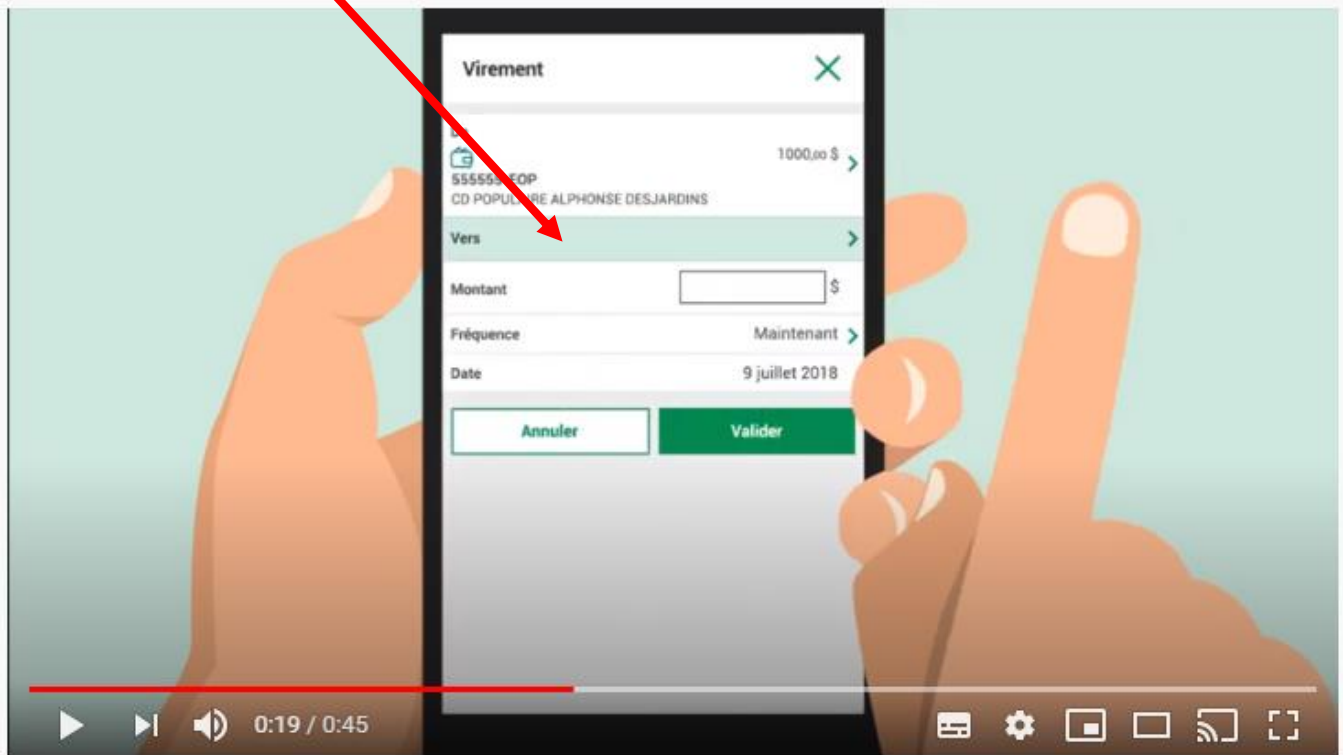 Virement
1000,00 $
CD POPULAIRE ALPHONSE DESJARDINS
Vers
Montant $
Fréquence Maintenant
Date 9 juillet 2018
Annuler Valider
0:19 / 0:45